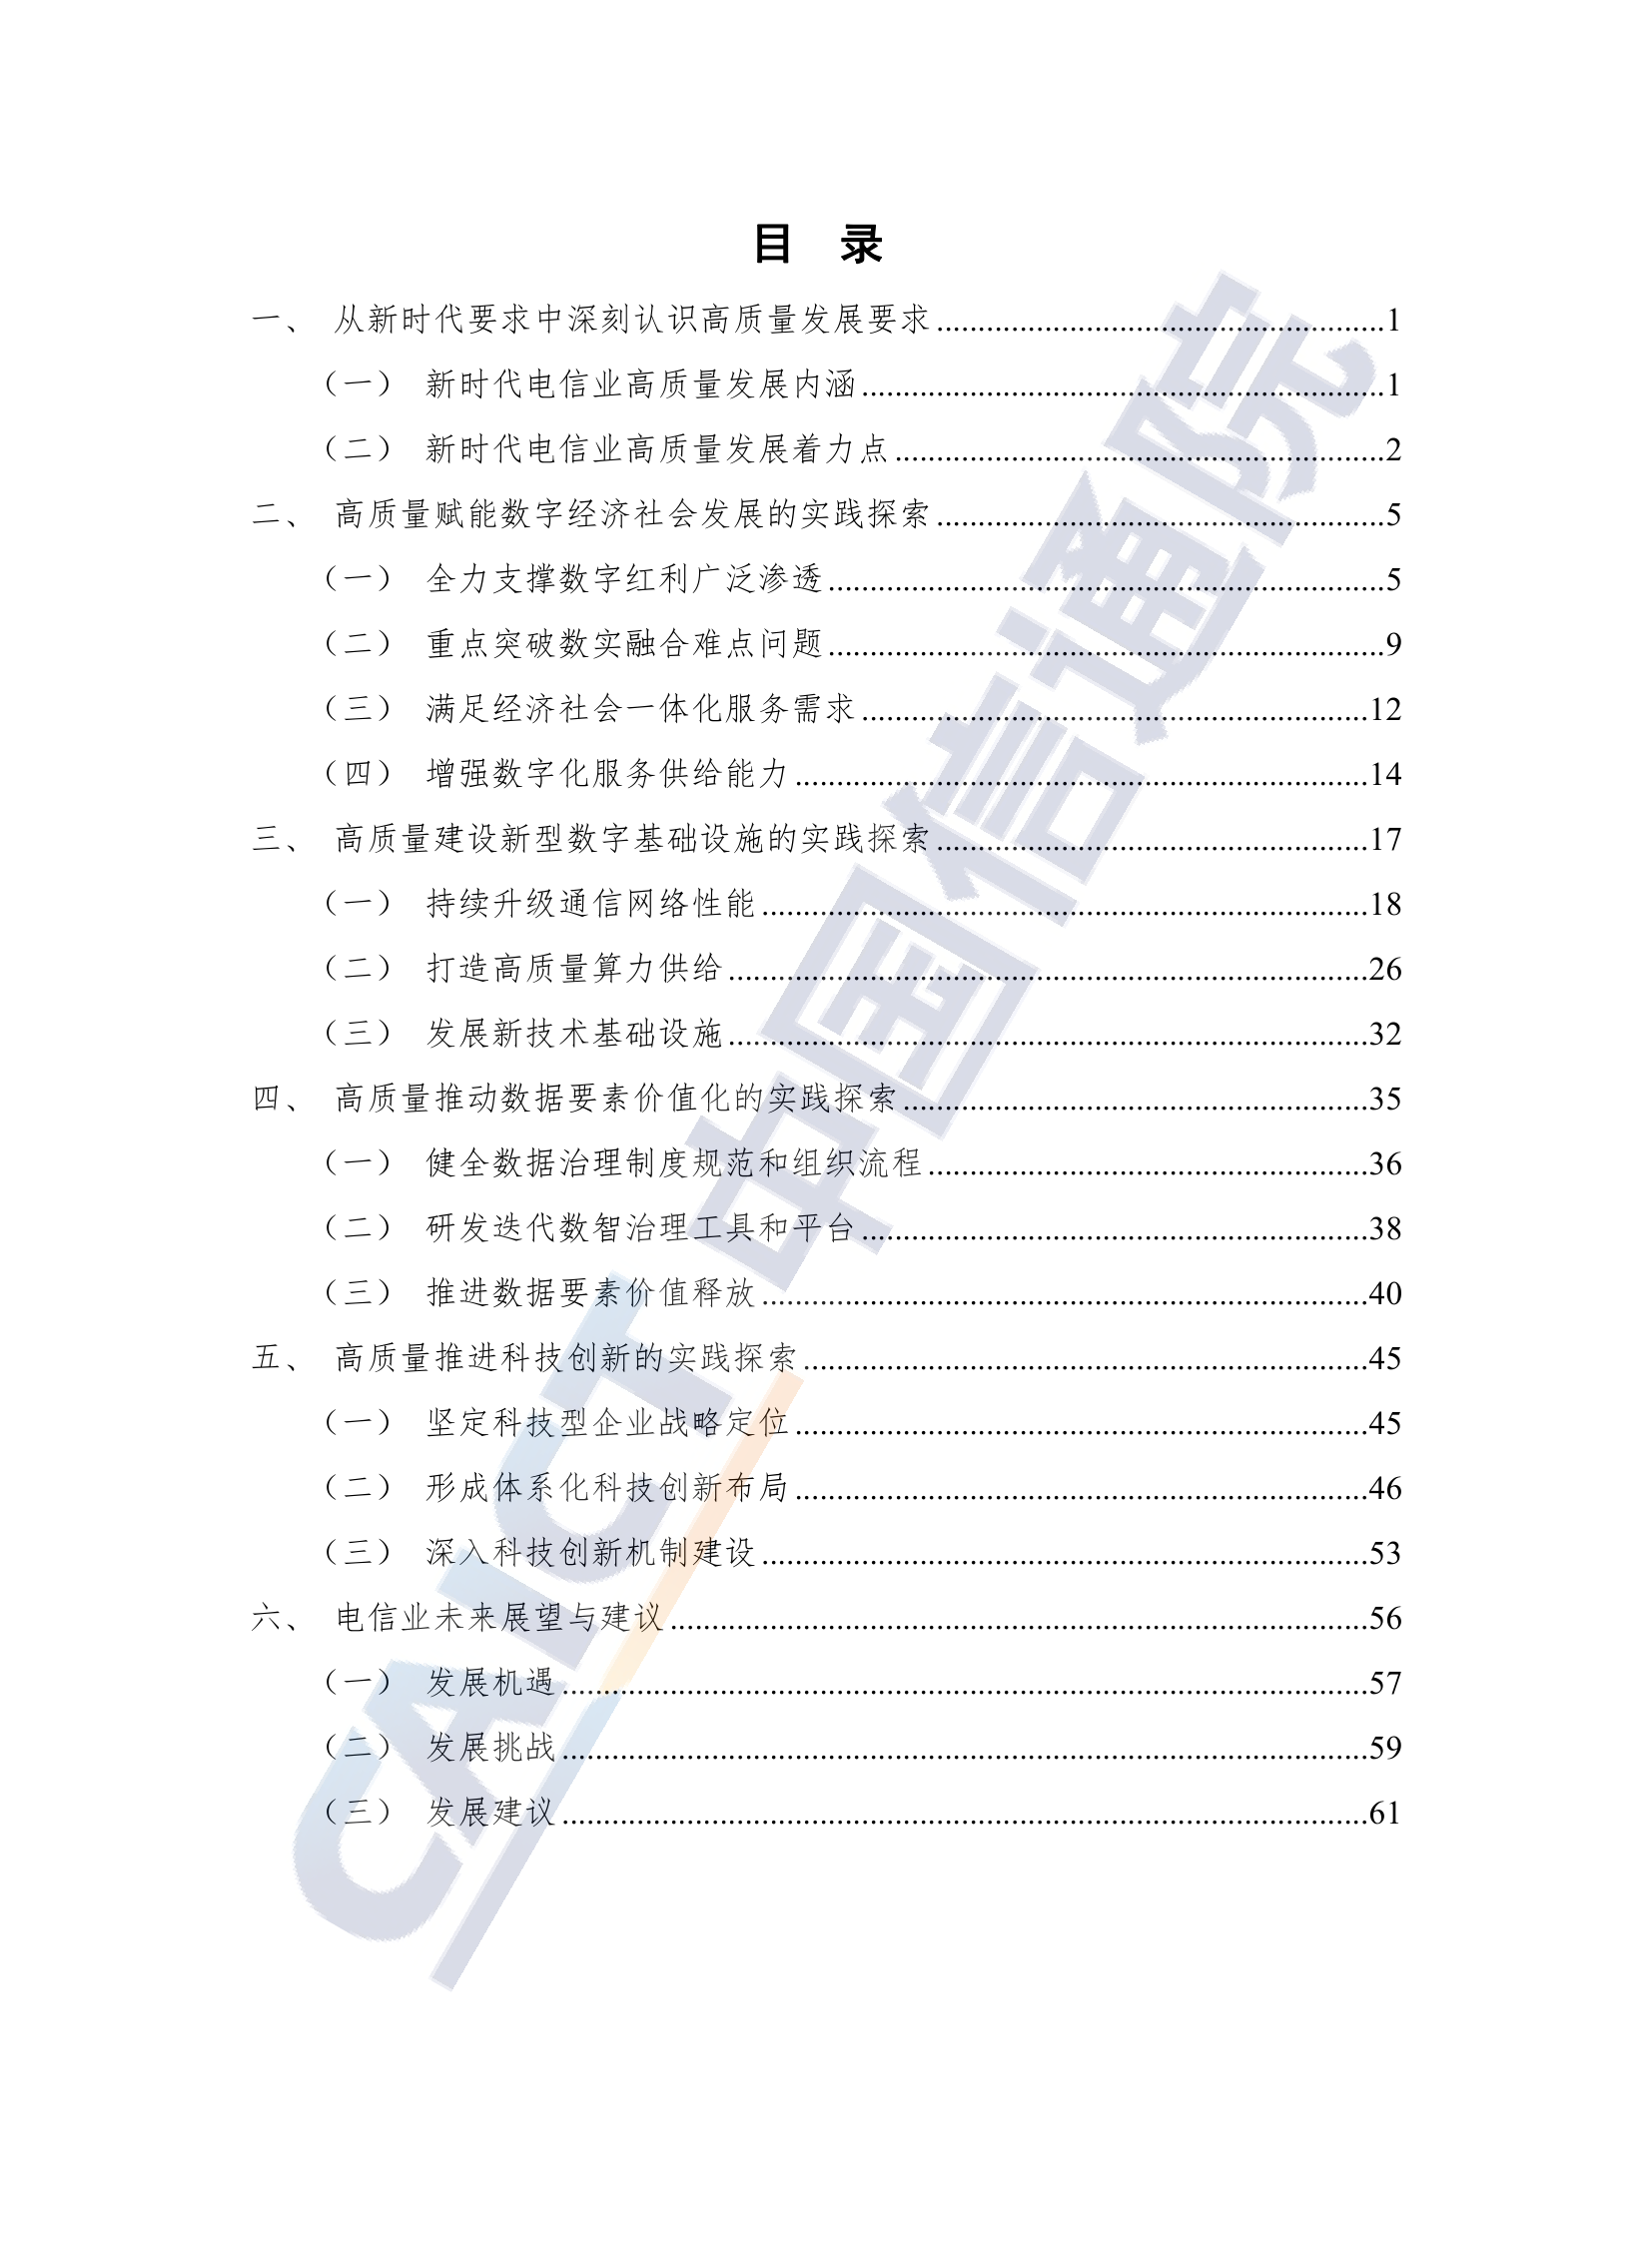 目 录
一、 从新时代要求中深刻认识高质量发展要求 1
（一） 新时代电信业高质量发展内涵 1
（二） 新时代电信业高质量发展着力点 2
二、 高质量赋能数字经济社会发展的实践探索 5
（一） 全力支撑数字红利广泛渗透 5
（二） 重点突破数实融合难点问题 9
（三） 满足经济社会一体化服务需求 12
（四） 增强数字化服务供给能力 14
三、 高质量建设新型数字基础设施的实践探索 17
（一） 持续升级通信网络性能 18
（二） 打造高质量算力供给 26
（三） 发展新技术基础设施 32
四、 高质量推动数据要素价值化的实践探索 35
（一） 健全数据治理制度规范和组织流程 36
（二） 研发迭代数智治理工具和平台 38
（三） 推进数据要素价值释放 40
五、 高质量推进科技创新的实践探索 45
（一） 坚定科技型企业战略定位 45
（二） 形成体系化科技创新布局 46
（三） 深入科技创新机制建设 53
六、 电信业未来展望与建议 56
（一） 发展机遇 57
（二） 发展挑战 59
（三） 发展建议 61
CAICT 中国信通院